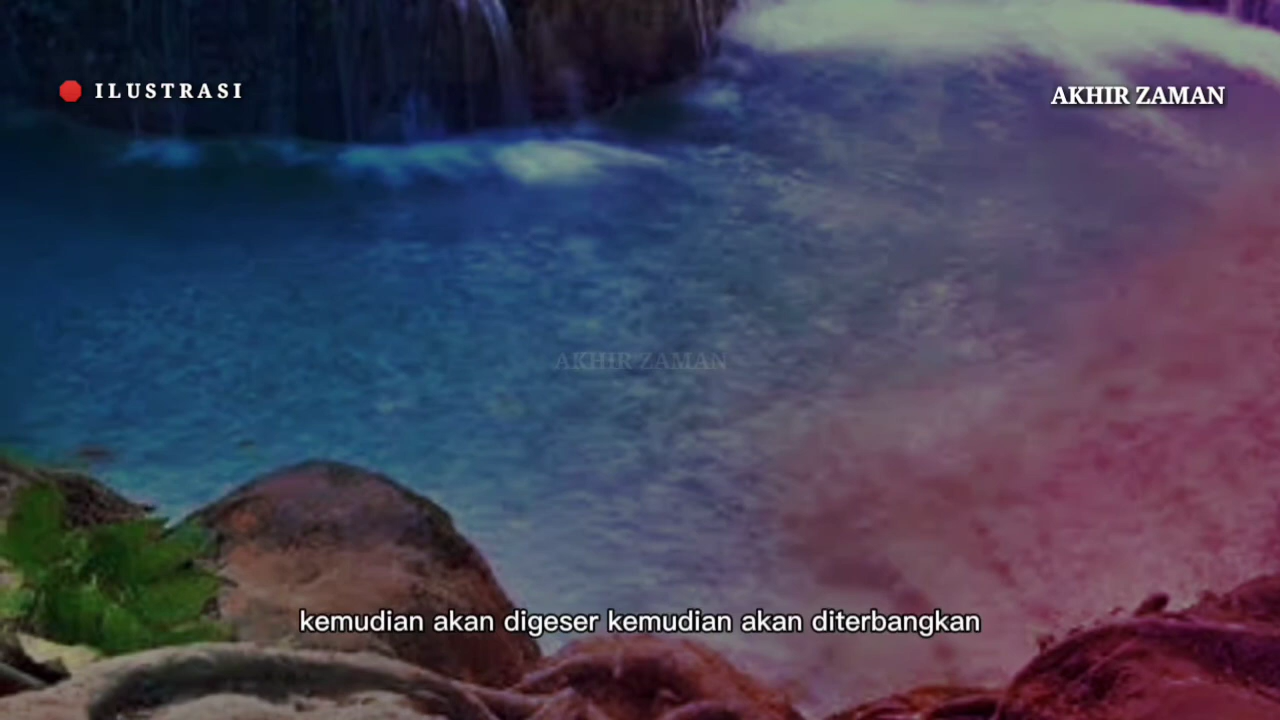 ILUSTRASI
AKHIR ZAMAN
AKHIR ZAMAN
kemudian akan digeser kemudian akan diterbangkan